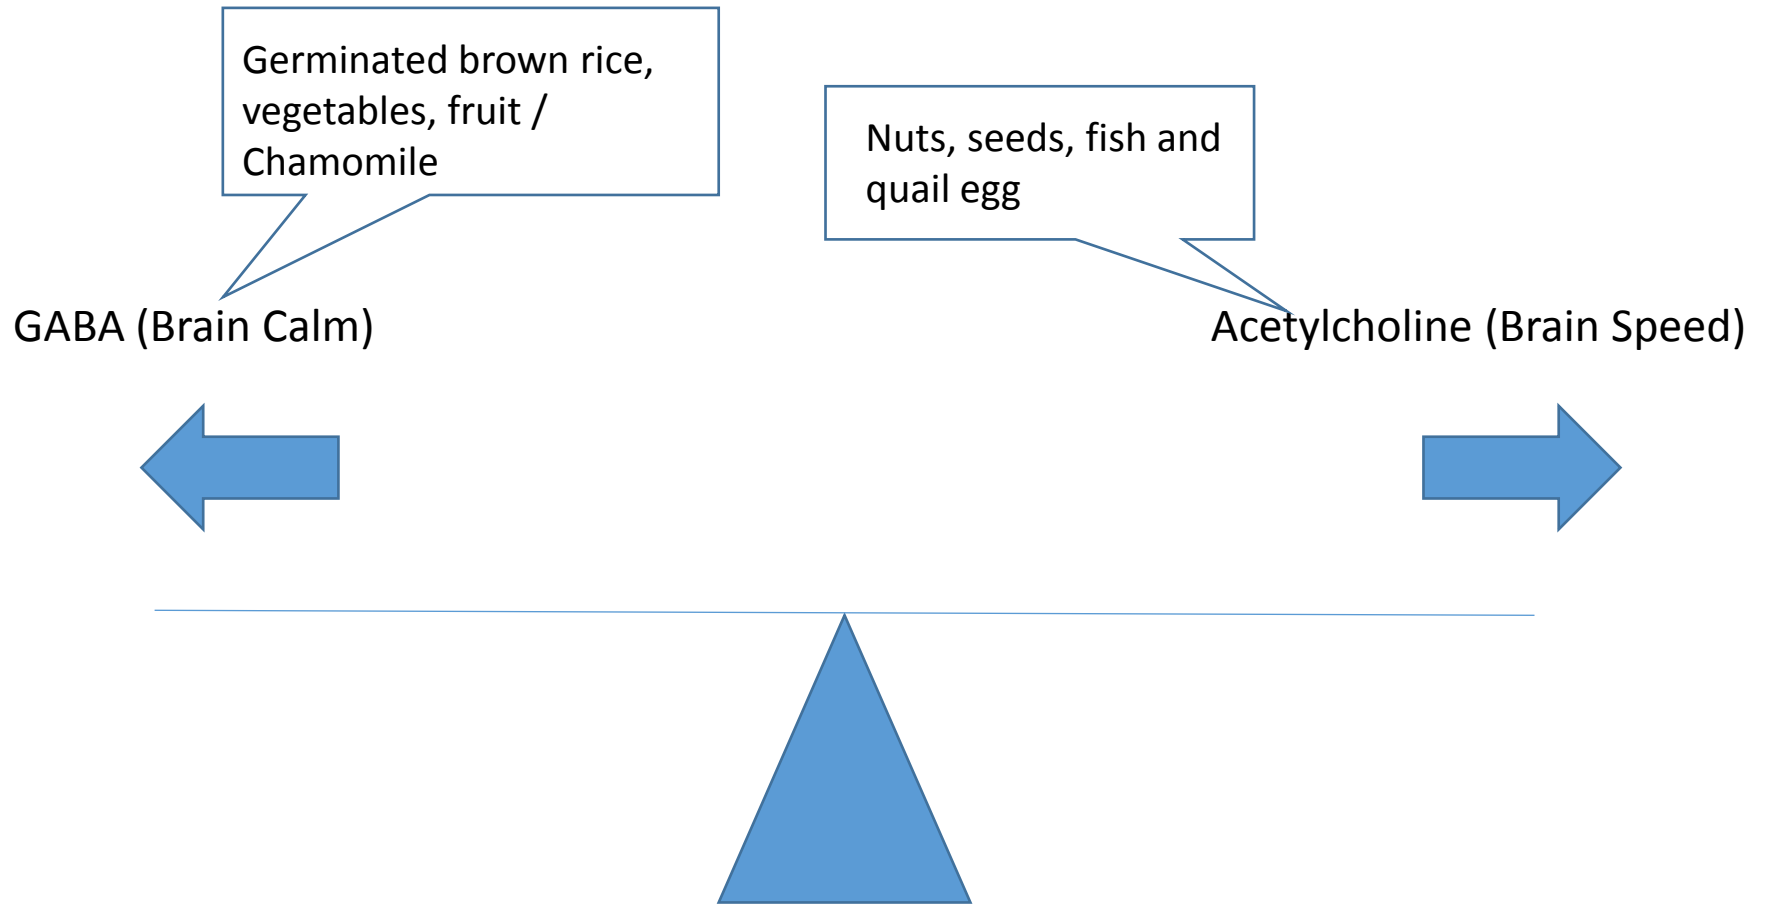 Germinated brown rice,
vegetables, fruit /
Chamomile
Nuts, seeds, fish and
quail egg
GABA (Brain Calm)
Acetylcholine (Brain Speed)